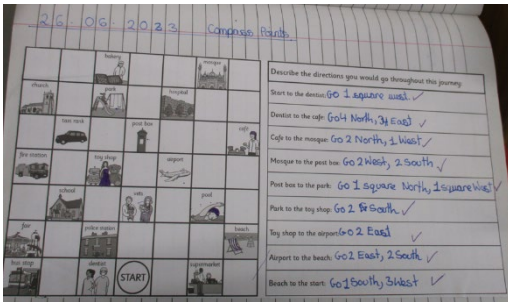 26.06.2023
Compass Points
bakery
mosque
church
park
hospital
taxi rank
post box
café
fire station
toy shop
airport
school
vets
pool
fair
police station
beach
bus stop
dentist
START
supermarket
Describe the directions you would go throughout this journey:
Start to the dentist: Go 1 square west.
Dentist to the café: Go 4 North, 3 East
Café to the mosque: Go 2 North, 1 West
Mosque to the post box: Go 2 West, 2 South
Post box to the park: Go 1 square North, 1 square West
Park to the toy shop: Go 2 South
Toy shop to the airport: Go 2 East
Airport to the beach: Go 2 East, 2 South
Beach to the start: Go 1 South, 3 West